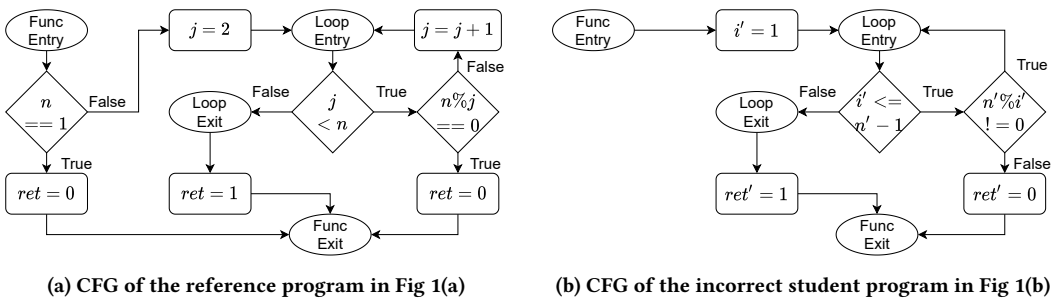 Func
Entry
j = 2
Loop
Entry
j = j + 1
n
== 1
False
False
Loop
Exit
False
j
< n
True
n%j
== 0
True
True
ret = 0
ret = 1
ret = 0
Func
Exit
(a) CFG of the reference program in Fig 1(a)
Func
Entry
i' = 1
Loop
Entry
True
Loop
Exit
False
i' <=
n' − 1
True
n'%i'
! = 0
False
ret' = 1
ret' = 0
Func
Exit
(b) CFG of the incorrect student program in Fig 1(b)